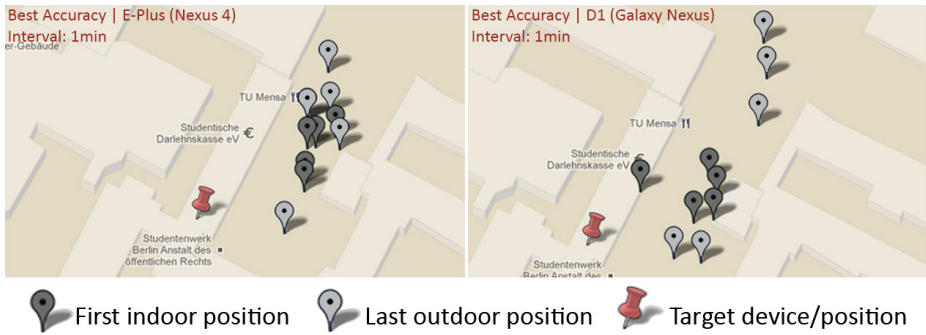 Best Accuracy | E-Plus (Nexus 4)
Interval: 1min
er-Gebäude
TU Mensa
Studentische
Darlehnskasse eV €
Studentenwerk
Berlin Anstalt des
öffentlichen Rechts
Best Accuracy | D1 (Galaxy Nexus)
Interval: 1min
TU Mensa
Studentische
Darlehnskasse eV
Studentenwerk
Berlin Anstalt des
First indoor position
Last outdoor position
Target device/position